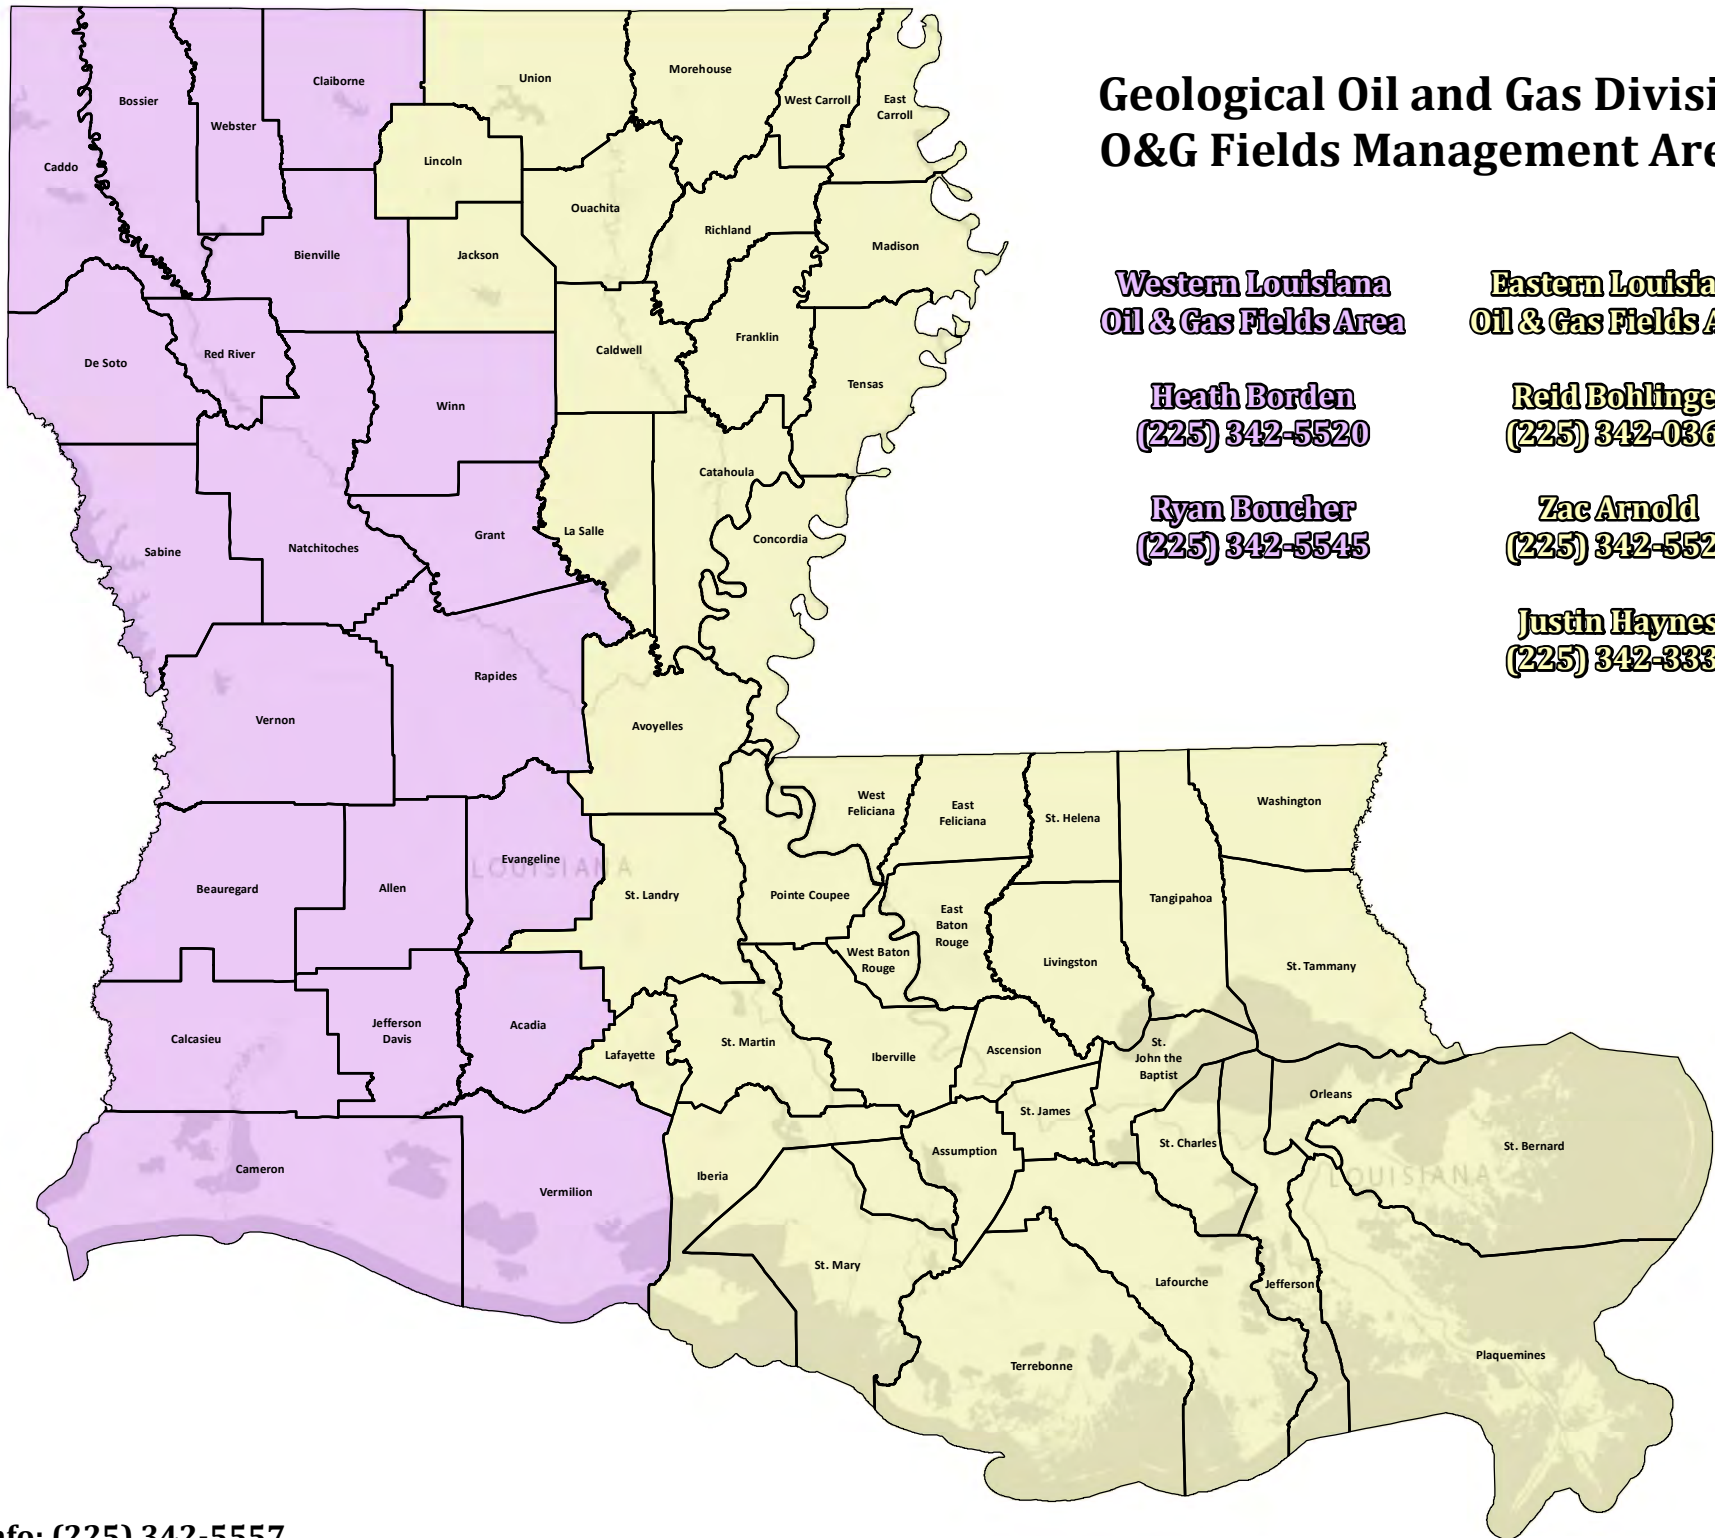 Geological Oil and Gas Divisi
O&G Fields Management Are
Western Louisiana
Oil & Gas Fields Area
Heath Borden
(225) 342-5520
Ryan Boucher
(225) 342-5545
Eastern Louisia
Oil & Gas Fields A
Reid Bohlinge
(225) 342-036
Zac Arnold
(225) 342-552
Justin Haynes
(225) 342-333
Caddo
Bossier
Webster
Claiborne
Union
Morehouse
West Carroll
East
Carroll
Lincoln
Ouachita
Richland
Madison
Bienville
Jackson
De Soto
Red River
Winn
Caldwell
Franklin
Tensas
Sabine
Natchitoches
Grant
La Salle
Catahoula
Concordia
Vernon
Rapides
Avoyelles
West
Feliciana
East
Feliciana
St. Helena
Washington
Beauregard
Allen
Evangeline
LOUISIANA
St. Landry
Pointe Coupee
East
Baton
Rouge
West Baton
Rouge
Livingston
Tangipahoa
St. Tammany
Calcasieu
Jefferson
Davis
Acadia
Lafayette
St. Martin
Iberville
Ascension
St.
John the
Baptist
Orleans
St. James
St. Charles
St. Bernard
LOUISIANA
Cameron
Vermilion
Iberia
Assumption
St. Mary
Lafourche
Jefferson
Terrebonne
Plaquemines
nfo: (225) 342-5557